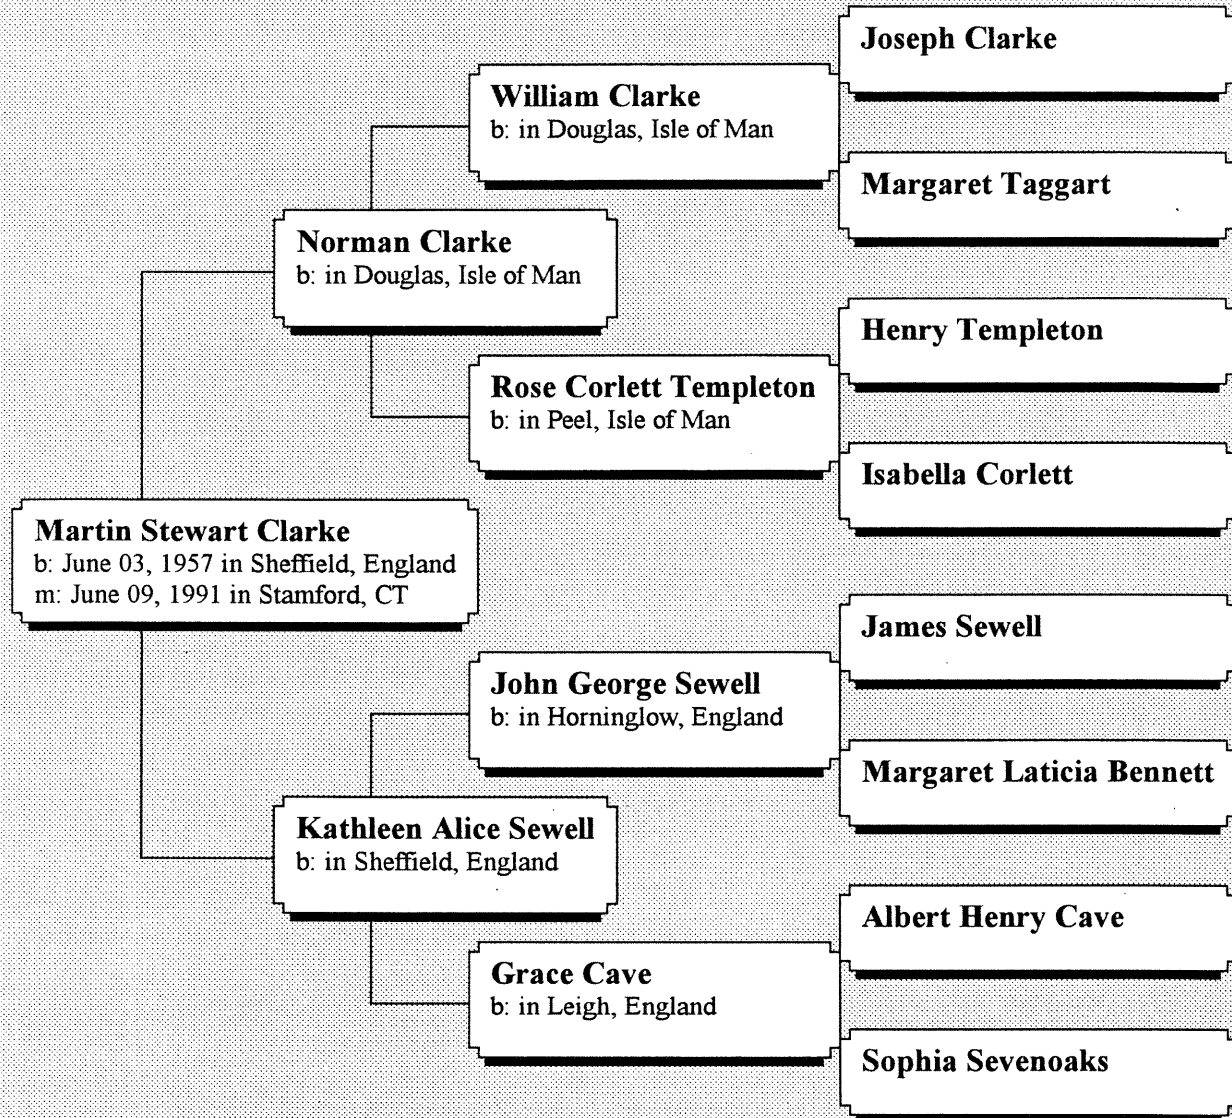 Joseph Clarke
William Clarke
b: in Douglas, Isle of Man
Margaret Taggart
Norman Clarke
b: in Douglas, Isle of Man
Henry Templeton
Rose Corlett Templeton
b: in Peel, Isle of Man
Isabella Corlett
Martin Stewart Clarke
b: June 03, 1957 in Sheffield, England
m: June 09, 1991 in Stamford, CT
James Sewell
John George Sewell
b: in Horninglow, England
Margaret Laticia Bennett
Kathleen Alice Sewell
b: in Sheffield, England
Albert Henry Cave
Grace Cave
b: in Leigh, England
Sophia Sevenoaks